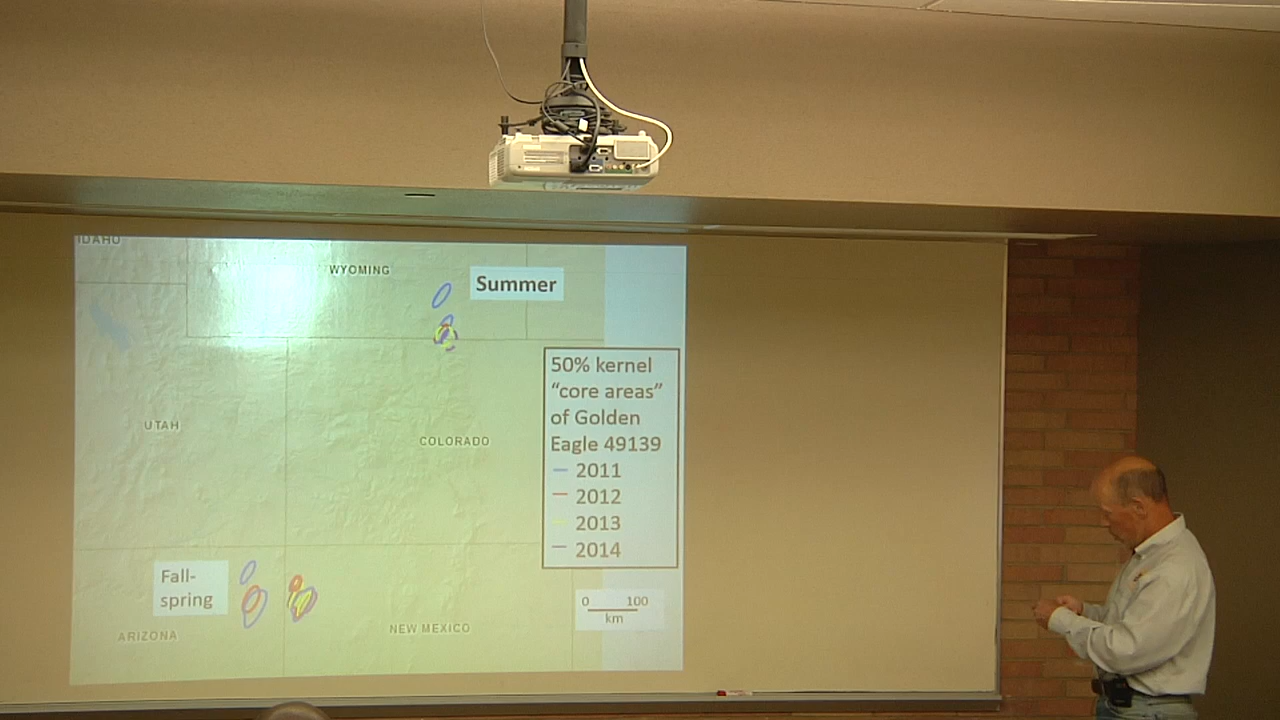 IDAHO
WYOMING
Summer
50% kernel
“core areas”
of Golden
Eagle 49139
2011
2012
2013
2014
UTAH
COLORADO
Fall-
spring
0 100
km
ARIZONA
NEW MEXICO